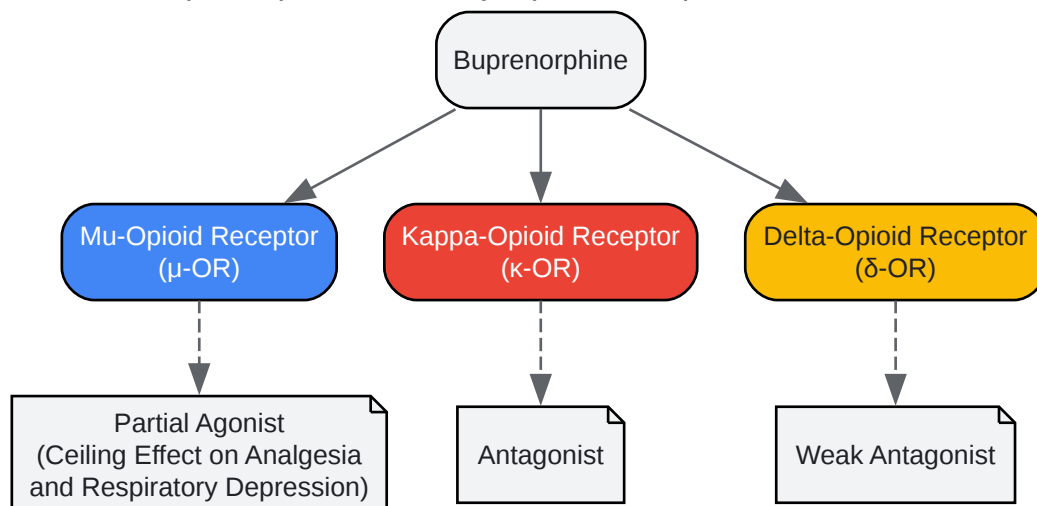 Buprenorphine
Mu-Opioid Receptor
(μ-OR)
Kappa-Opioid Receptor
(κ-OR)
Delta-Opioid Receptor
(δ-OR)
Partial Agonist
(Ceiling Effect on Analgesia
and Respiratory Depression)
Antagonist
Weak Antagonist